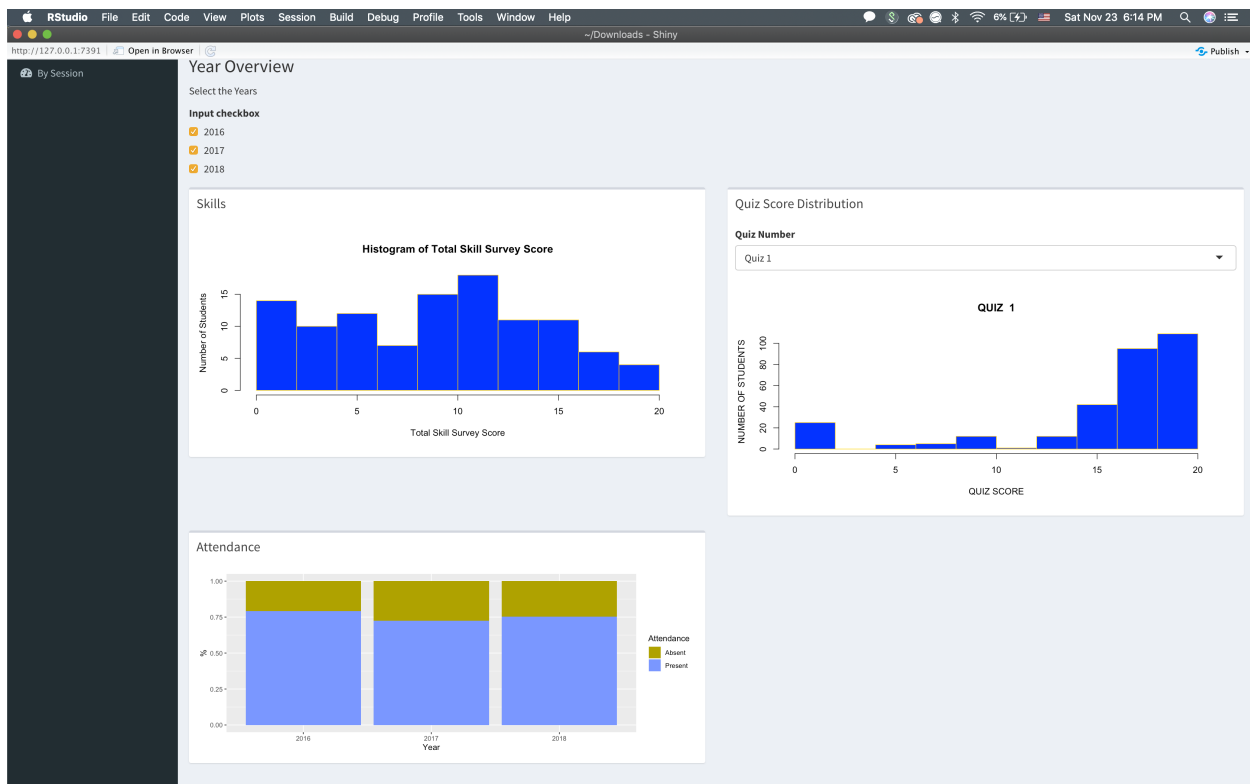 RStudio File Edit Code View Plots Session Build Debug Profile Tools Window Help 6% Sat Nov 23 6:14 PM
~/Downloads - Shiny
http://127.0.0.1:7391 Open in Browser Publish
By Session
Year Overview
Select the Years
Input checkbox
2016
2017
2018
Skills
Histogram of Total Skill Survey Score
Number of Students
15
10
5
0
0 5 10 15 20
Total Skill Survey Score
Quiz Score Distribution
Quiz Number
Quiz 1
QUIZ 1
NUMBER OF STUDENTS
100
80
60
40
20
0
0 5 10 15 20
QUIZ SCORE
Attendance
%
1.00
0.75
0.50
0.25
0.00
2016 2017 2018
Year
Attendance
Absent
Present